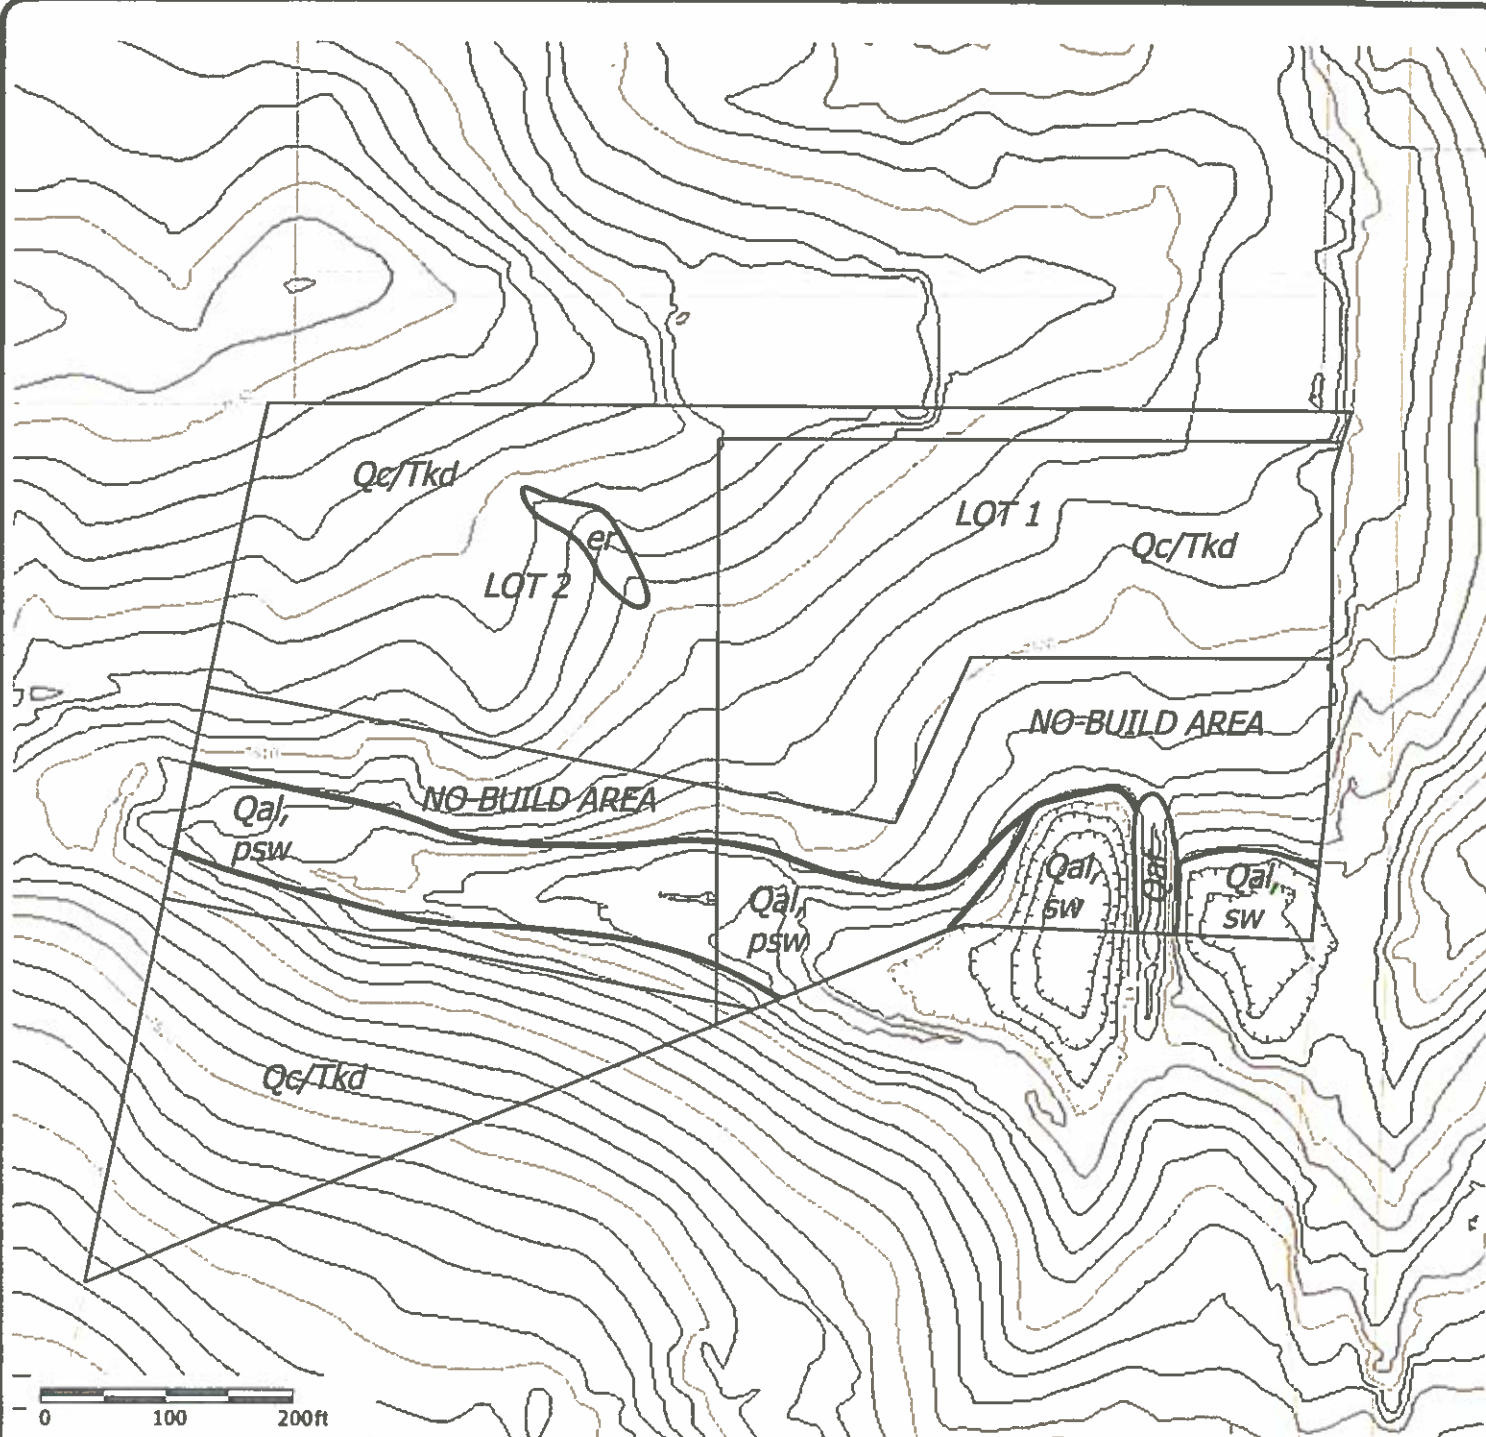 Qc/Tkd
LOT 1
er
Qc/Tkd
LOT 2
NO-BUILD AREA
NO-BUILD AREA
Qal,
psw
Qal,
sw
Qaf
Qal,
sw
Qal,
psw
Qc/Tkd
0 100 200ft